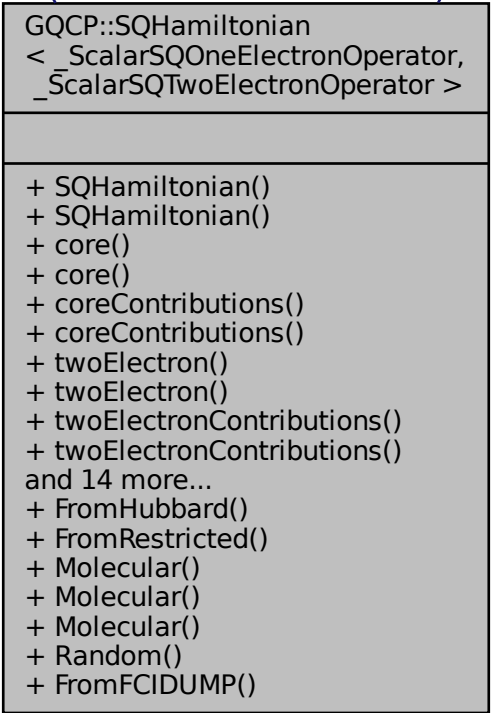 GQCP::SQHamiltonian
< _ScalarSQOneElectronOperator,
_ScalarSQTwoElectronOperator >
+ SQHamiltonian()
+ SQHamiltonian()
+ core()
+ core()
+ coreContributions()
+ coreContributions()
+ twoElectron()
+ twoElectron()
+ twoElectronContributions()
+ twoElectronContributions()
and 14 more...
+ FromHubbard()
+ FromRestricted()
+ Molecular()
+ Molecular()
+ Molecular()
+ Random()
+ FromFCIDUMP()